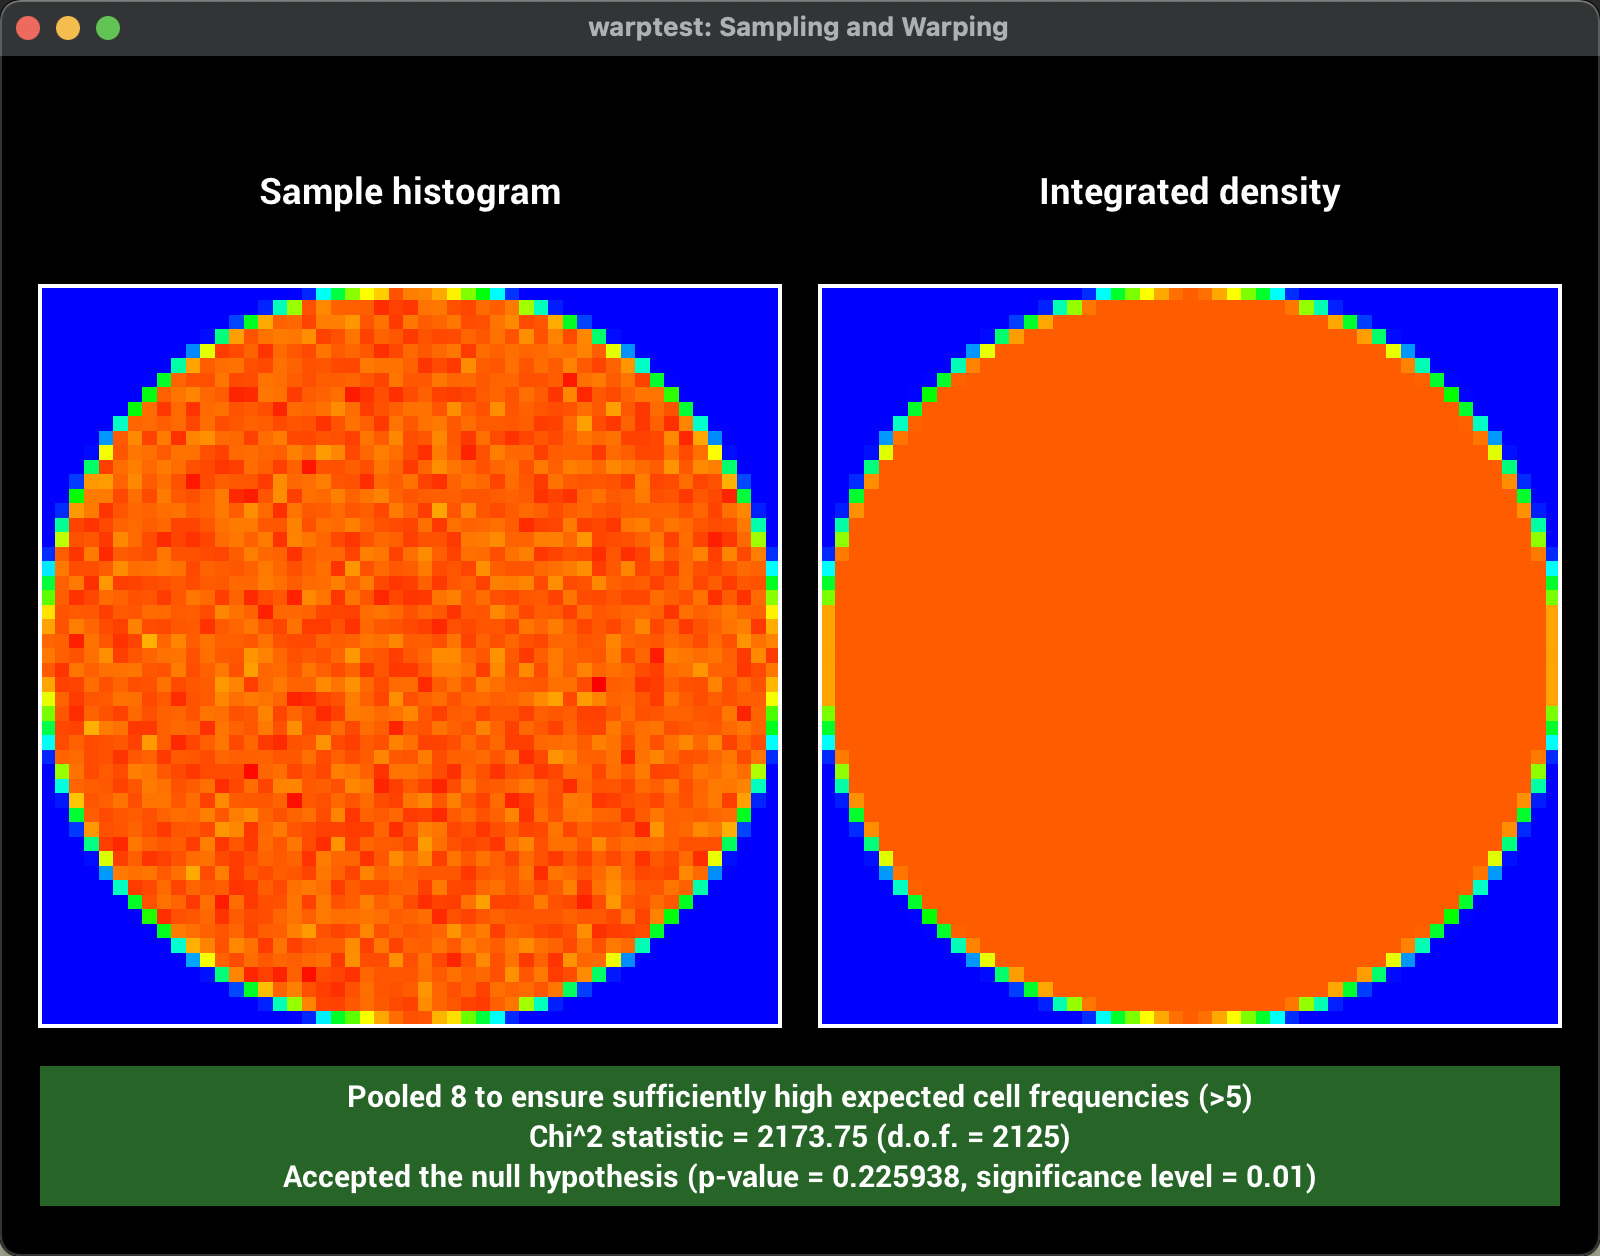 warptest: Sampling and Warping
Sample histogram
Integrated density
Pooled 8 to ensure sufficiently high expected cell frequencies (>5)
Chi^2 statistic = 2173.75 (d.o.f. = 2125)
Accepted the null hypothesis (p-value = 0.225938, significance level = 0.01)